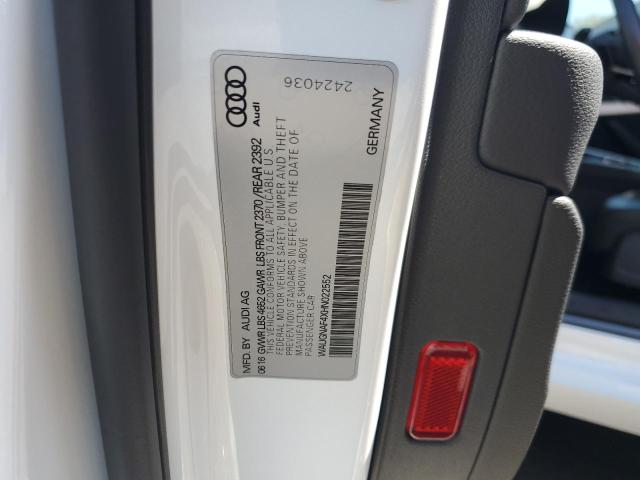 MFD. BY AUDI AG Audi
0616 GVWR LBS 4652 GAWR LBS FRONT 2370 / REAR 2392
THIS VEHICLE CONFORMS TO ALL APPLICABLE U.S
FEDERAL MOTOR VEHICLE SAFETY, BUMPER AND THEFT
PREVENTION STANDARDS IN EFFECT ON THE DATE OF
MANUFACTURE SHOWN ABOVE
PASSENGER CAR
WAUGNAF4XHN022552
GERMANY
2424036